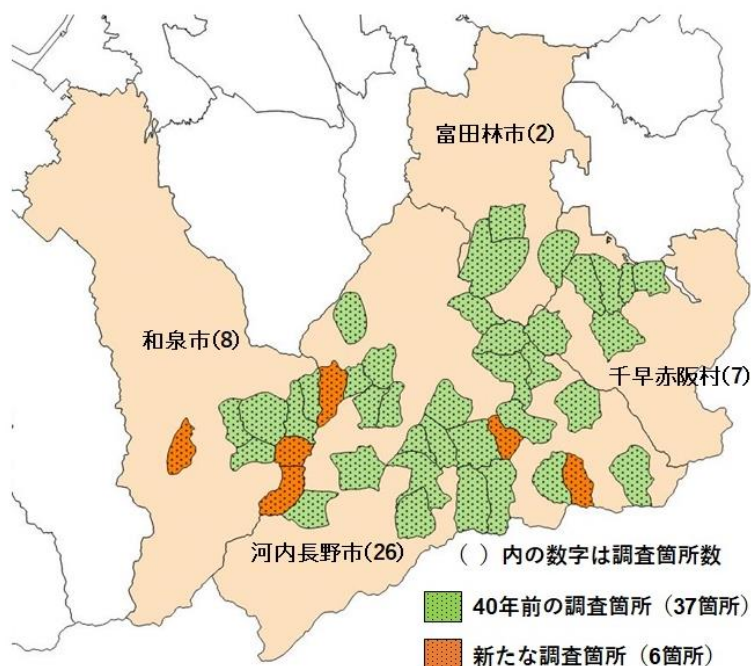 富田林市(2)
和泉市(8)
千早赤阪村(7)
河内長野市(26)
（ ）内の数字は調査箇所数
40年前の調査箇所（37箇所）
新たな調査箇所（6箇所）